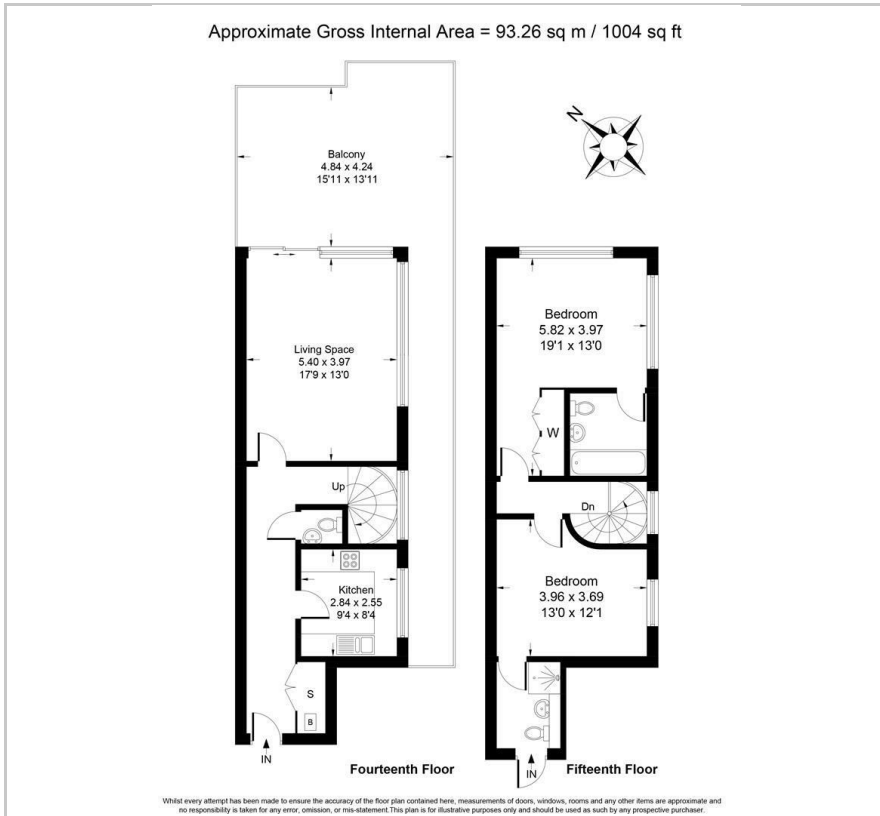 Approximate Gross Internal Area = 93.26 sq m / 1004 sq ft
N
Balcony
4.84 x 4.24
15'11 x 13'11
Living Space
5.40 x 3.97
17'9 x 13'0
Up
Kitchen
2.84 x 2.55
9'4 x 8'4
S
B
IN
Fourteenth Floor
Bedroom
5.82 x 3.97
19'1 x 13'0
W
Dn
Bedroom
3.96 x 3.69
13'0 x 12'1
IN
Fifteenth Floor
Whilst every attempt has been made to ensure the accuracy of the floor plan contained here, measurements of doors, windows, rooms and any other items are approximate and
no responsibility is taken for any error, omission, or mis-statement.This plan is for illustrative purposes only and should be used as such by any prospective purchaser.